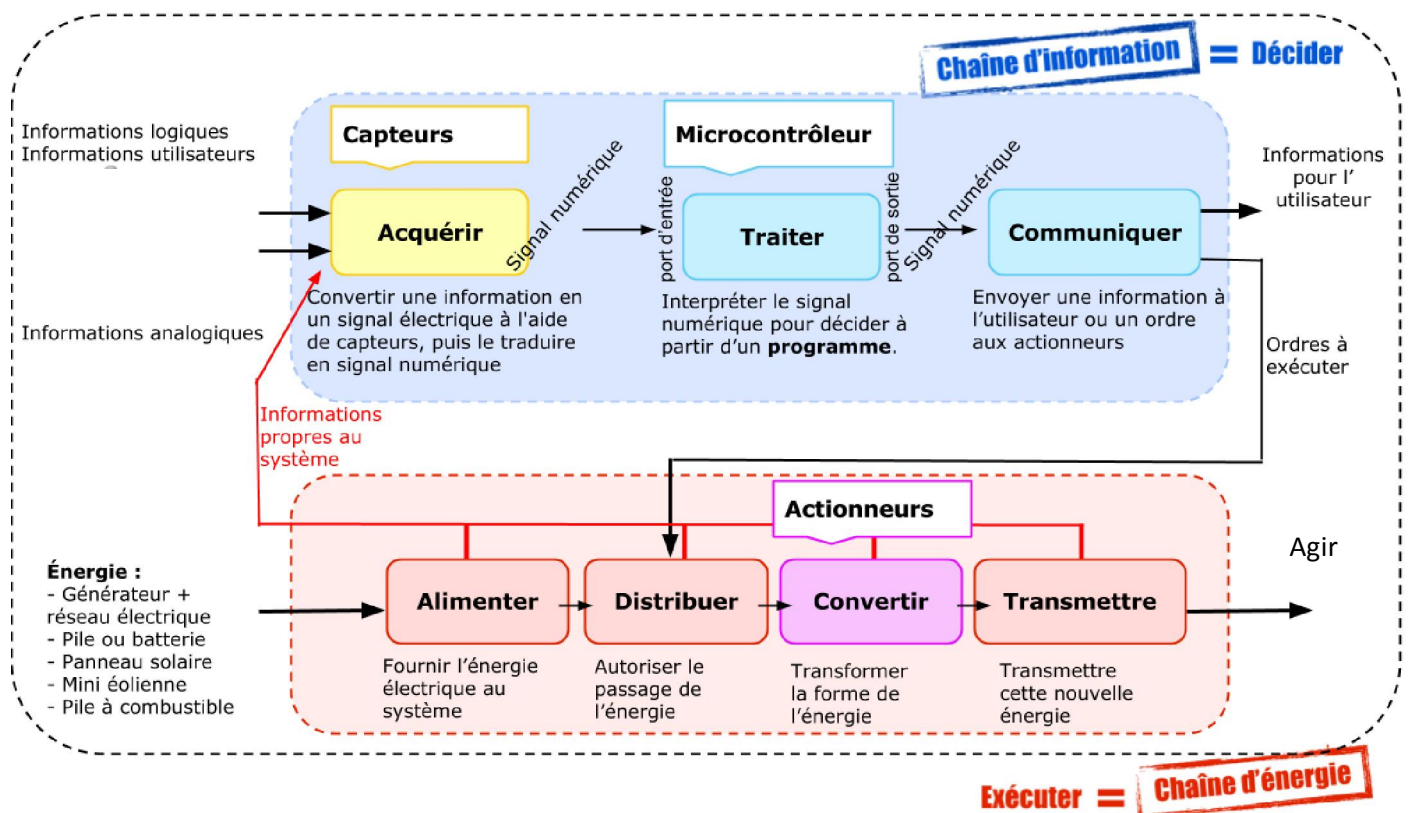 Chaîne d'information = Décider
Informations logiques
Informations utilisateurs
Capteurs
Microcontrôleur
Acquérir
Signal numérique
port d'entrée
Traiter
port de sortie
Signal numérique
Communiquer
Informations
pour l'
utilisateur
Convertir une information en
un signal électrique à l'aide
de capteurs, puis le traduire
en signal numérique
Interpréter le signal
numérique pour décider à
partir d'un programme.
Envoyer une information à
l'utilisateur ou un ordre
aux actionneurs
Informations analogiques
Ordres à
exécuter
Informations
propres au
système
Actionneurs
Énergie :
- Générateur +
réseau électrique
- Pile ou batterie
- Panneau solaire
- Mini éolienne
- Pile à combustible
Alimenter
Distribuer
Convertir
Transmettre
Agir
Fournir l'énergie
électrique au
système
Autoriser le
passage de
l'énergie
Transformer
la forme de
l'énergie
Transmettre
cette nouvelle
énergie
Exécuter = Chaîne d'énergie